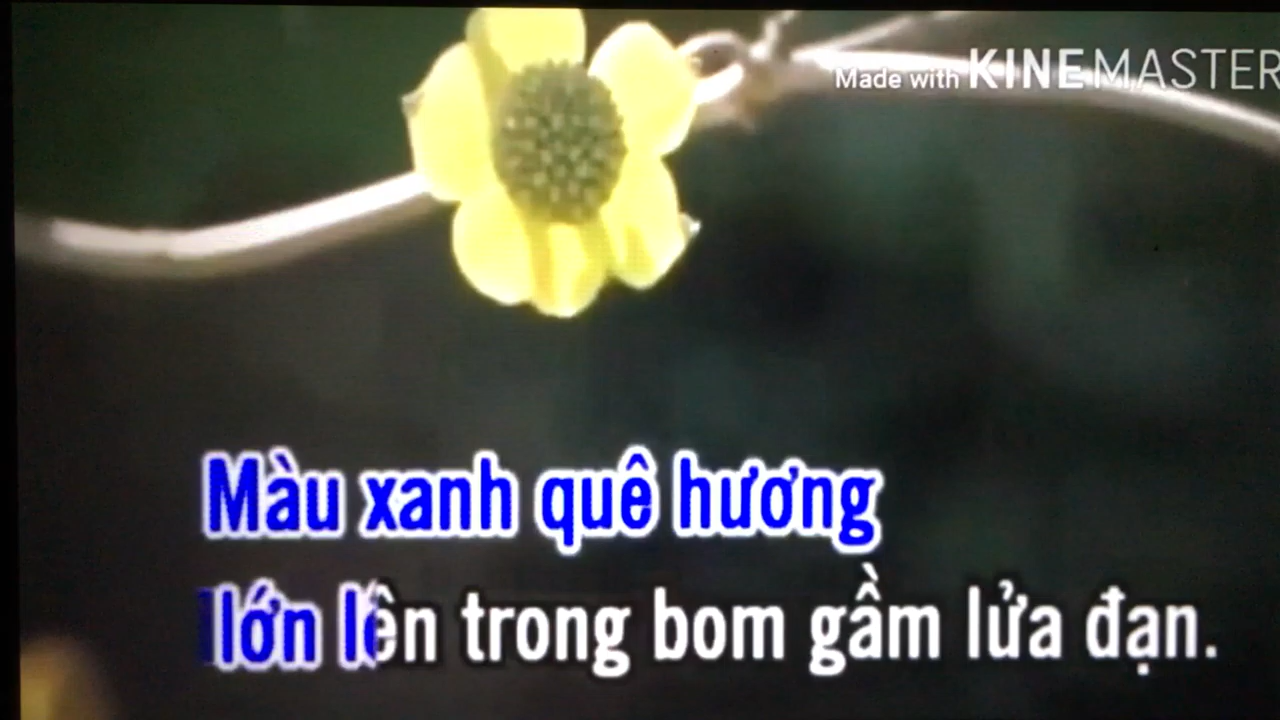 Made with KINEMASTER
Màu xanh quê hương
lớn lên trong bom gầm lửa đạn.